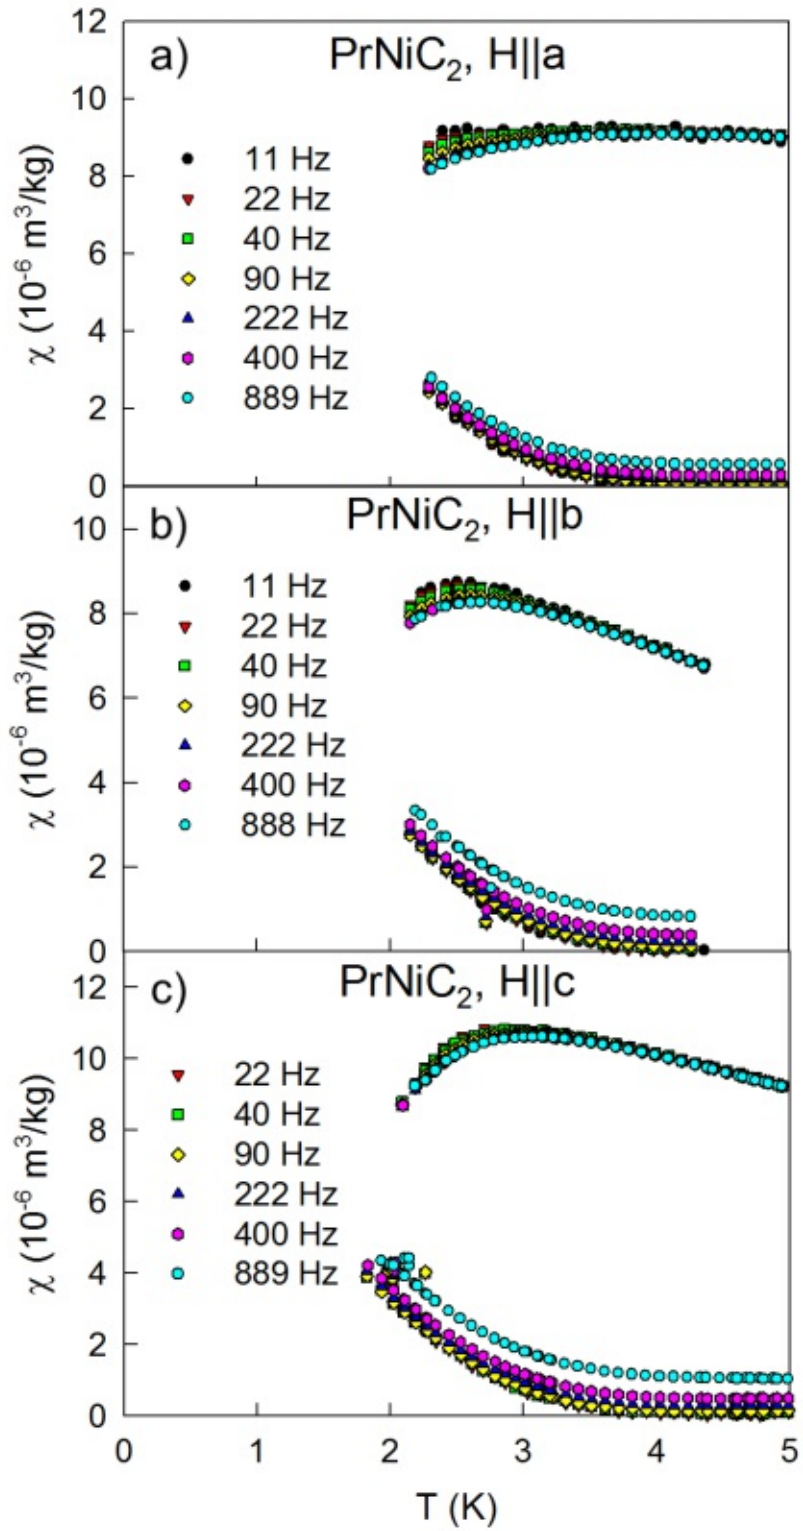 12
a) PrNiC₂, H||a
10
11 Hz
8
22 Hz
40 Hz
6
90 Hz
222 Hz
4
400 Hz
889 Hz
2
0
χ (10⁻⁶ m³/kg)
b) PrNiC₂, H||b
10
11 Hz
8
22 Hz
40 Hz
6
90 Hz
222 Hz
4
400 Hz
888 Hz
2
0
χ (10⁻⁶ m³/kg)
c) PrNiC₂, H||c
12
22 Hz
10
40 Hz
8
90 Hz
222 Hz
6
400 Hz
889 Hz
4
2
0
χ (10⁻⁶ m³/kg)
0 1 2 3 4 5
T (K)